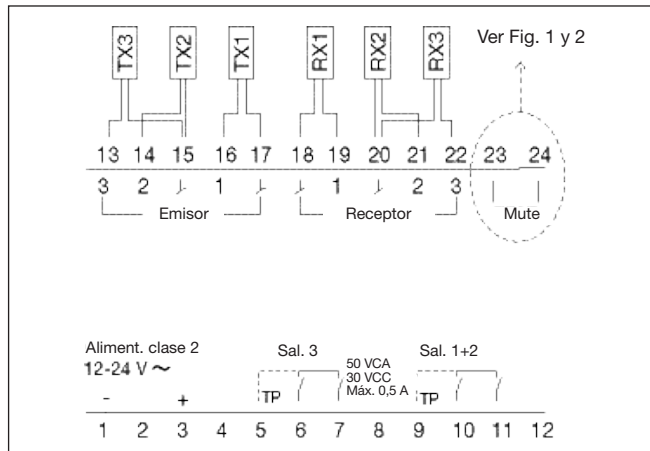 TX3 TX2 TX1 RX1 RX2 RX3
Ver Fig. 1 y 2
13 14 15 16 17 18 19 20 21 22 23 24
3 2 1 1 2 3
Emisor Receptor Mute
Aliment. clase 2
12-24 V ~
- +
Sal. 3
50 VCA
30 VCC
Máx. 0,5 A
Sal. 1+2
TP TP
1 2 3 4 5 6 7 8 9 10 11 12